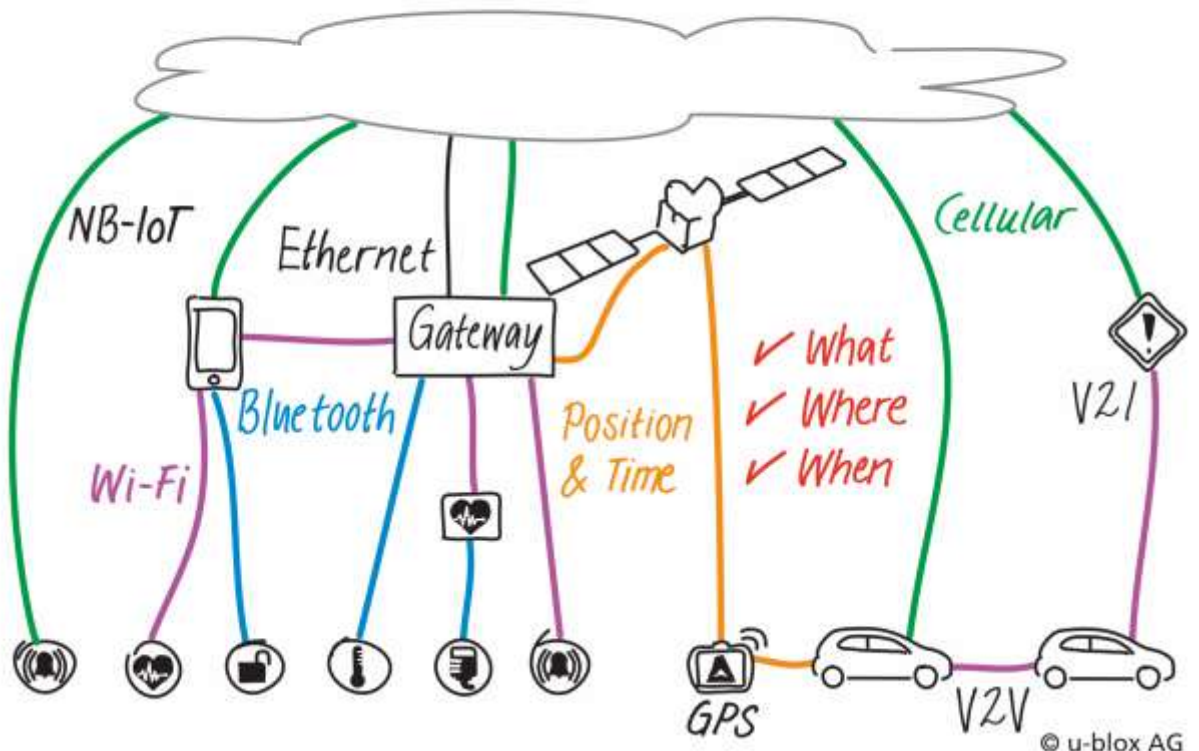 NB-IoT
Ethernet
Cellular
Gateway
✓ What
V2I
Bluetooth
Position
✓ Where
& Time
✓ When
Wi-Fi
GPS
V2V
© u-blox AG